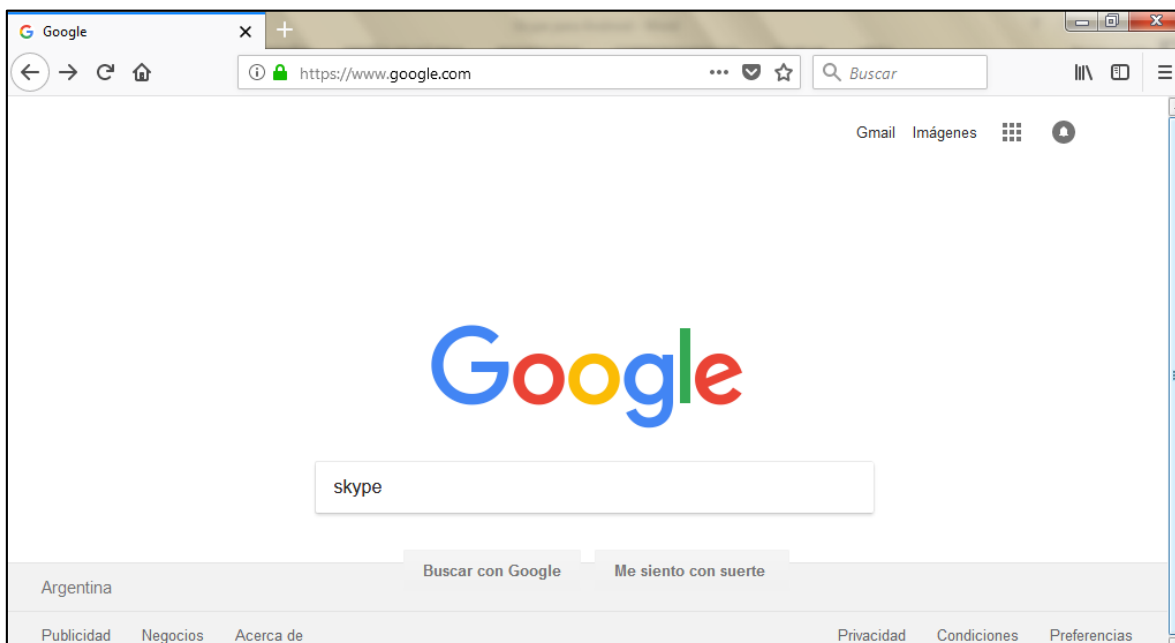 Google
https://www.google.com
Buscar
Gmail Imágenes
Google
skype
Buscar con Google Me siento con suerte
Argentina
Publicidad Negocios Acerca de Privacidad Condiciones Preferencias